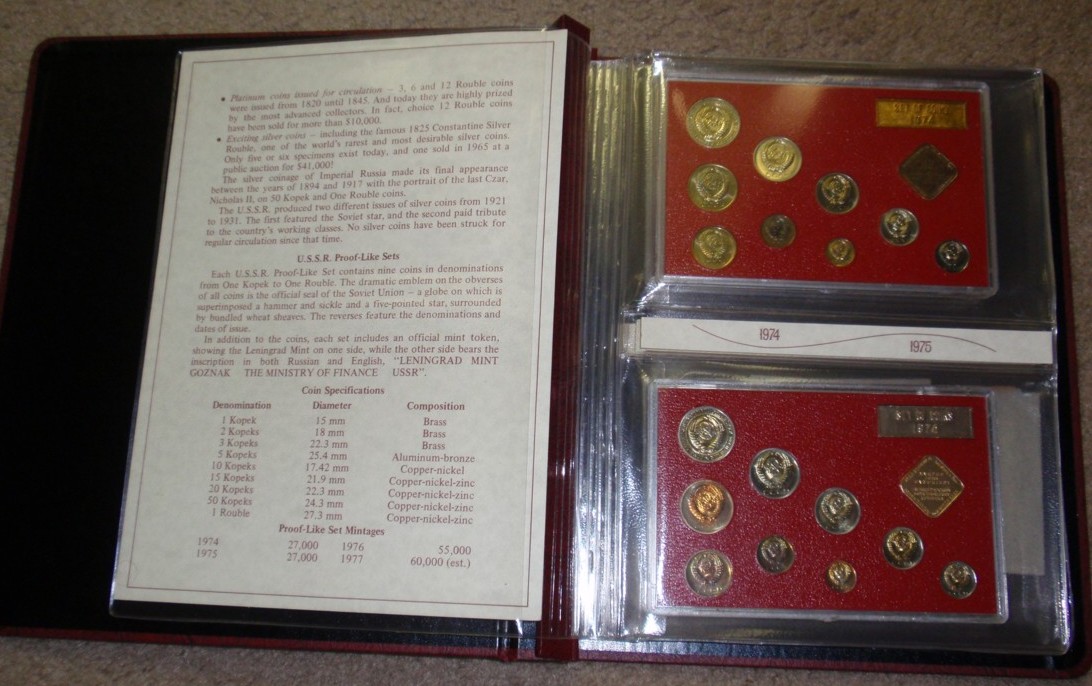 • Platinum coins issued for circulation – 3, 6 and 12 Rouble coins
were issued from 1820 until 1845. And today they are highly prized
by the most advanced collectors. In fact, choice 12 Rouble coins
have been sold for more than $10,000.
• Exciting silver coins – including the famous 1825 Constantine Silver
Rouble, one of the world's rarest and most desirable silver coins.
Only five or six specimens exist today, and one sold in 1965 at a
public auction for $41,000!
The silver coinage of Imperial Russia made its final appearance
between the years of 1894 and 1917 with the portrait of the last Czar,
Nicholas II, on 50 Kopek and One Rouble coins.
The U.S.S.R. produced two different issues of silver coins from 1921
to 1931. The first featured the Soviet star, and the second paid tribute
to the country's working classes. No silver coins have been struck for
regular circulation since that time.
U.S.S.R. Proof-Like Sets
Each U.S.S.R. Proof-Like Set contains nine coins in denominations
from One Kopek to One Rouble. The dramatic emblem on the obverses
of all coins is the official seal of the Soviet Union – a globe on which is
superimposed a hammer and sickle and a five-pointed star, surrounded
by bundled wheat sheaves. The reverses feature the denominations and
dates of issue.
In addition to the coins, each set includes an official mint token,
showing the Leningrad Mint on one side, while the other side bears the
inscription in both Russian and English, "LENINGRAD MINT
GOZNAK THE MINISTRY OF FINANCE USSR".
Coin Specifications
Denomination Diameter Composition
1 Kopek 15 mm Brass
2 Kopeks 18 mm Brass
3 Kopeks 22.3 mm Brass
5 Kopeks 25.4 mm Aluminum-bronze
10 Kopeks 17.42 mm Copper-nickel
15 Kopeks 21.9 mm Copper-nickel-zinc
20 Kopeks 22.3 mm Copper-nickel-zinc
50 Kopeks 24.3 mm Copper-nickel-zinc
1 Rouble 27.3 mm Copper-nickel-zinc
Proof-Like Set Mintages
1974 27,000 1976 55,000
1975 27,000 1977 60,000 (est.)
1974
1974
1975